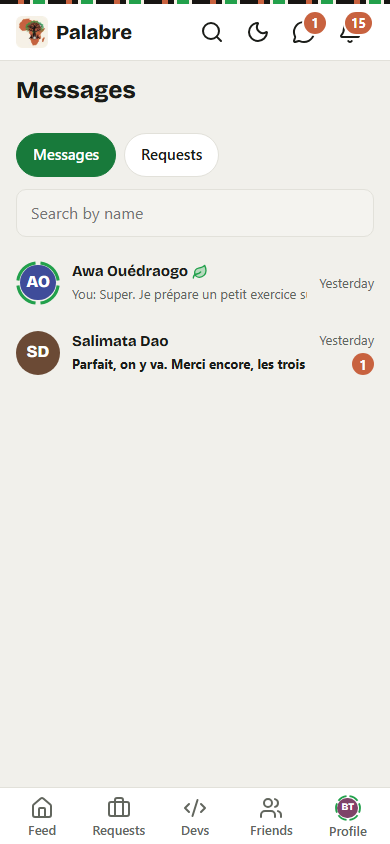 Palabre
1
15
Messages
Messages
Requests
Search by name
AO
Awa Ouédraogo
You: Super. Je prépare un petit exercice
Yesterday
SD
Salimata Dao
Yesterday
Parfait, on y va. Merci encore, les trois
1
Feed
Requests
Devs
Friends
BT
Profile